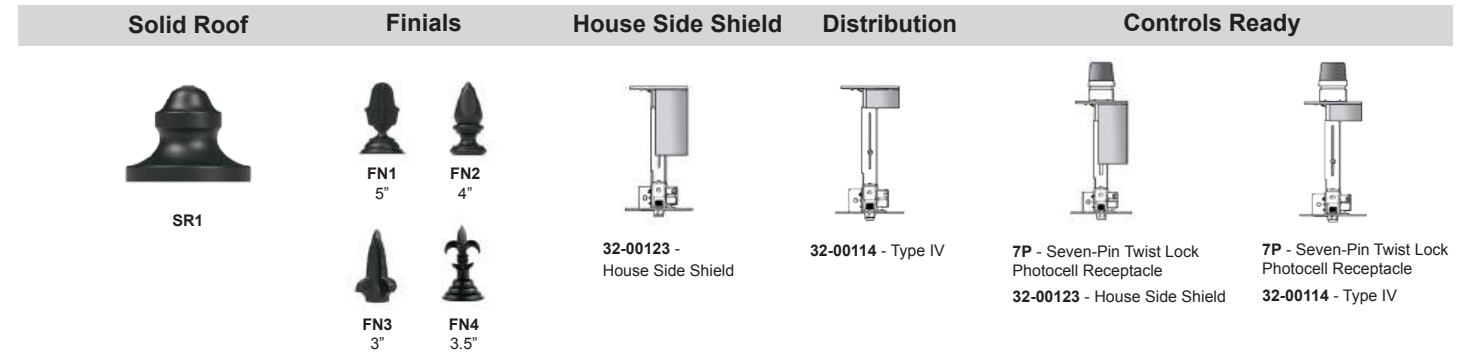 Solid Roof
Finials
House Side Shield
Distribution
Controls Ready
SR1
FN1
5”
FN2
4”
FN3
3”
FN4
3.5”
32-00123 -
House Side Shield
32-00114 - Type IV
7P - Seven-Pin Twist Lock
Photocell Receptacle
32-00123 - House Side Shield
7P - Seven-Pin Twist Lock
Photocell Receptacle
32-00114 - Type IV